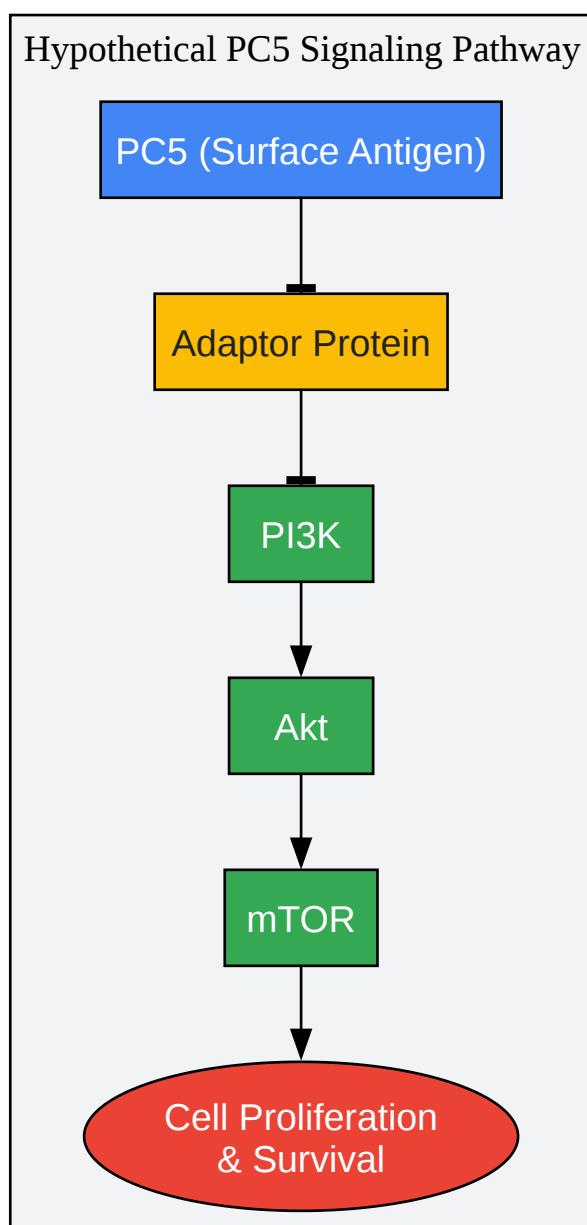 Hypothetical PC5 Signaling Pathway
PC5 (Surface Antigen)
Adaptor Protein
PI3K
Akt
mTOR
Cell Proliferation
& Survival